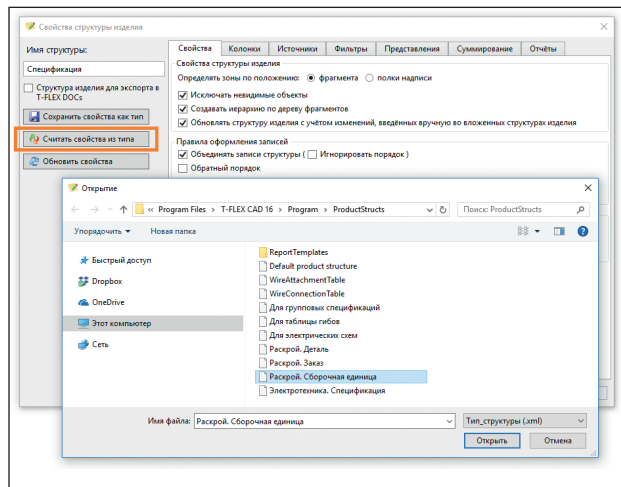 Свойства структуры изделия
Имя структуры:
Спецификация
Структура изделия для экспорта в
T-FLEX DOCs
Сохранить свойства как тип
Считать свойства из типа
Обновить свойства
Свойства Колонки Источники Фильтры Представления Суммирование Отчёты
Свойства структуры изделия
Определять зоны по положению: фрагмента полки надписи
Исключать невидимые объекты
Создавать иерархию по дереву фрагментов
Обновлять структуру изделия с учётом изменений, введённых вручную во вложенных структурах изделия
Правила оформления записей
Объединять записи структуры ( Игнорировать порядок )
Обратный порядок
Открытие
« Program Files > T-FLEX CAD 16 > Program > ProductStructs
Поиск: ProductStructs
Упорядочить Новая папка
Быстрый доступ
Dropbox
OneDrive
Этот компьютер
Сеть
ReportTemplates
Default product structure
WireAttachmentTable
WireConnectionTable
Для групповых спецификаций
Для таблицы гибов
Для электрических схем
Раскрой. Деталь
Раскрой. Заказ
Раскрой. Сборочная единица
Электротехника. Спецификация
Имя файла: Раскрой. Сборочная единица
Тип_структуры (.xml)
Открыть Отмена